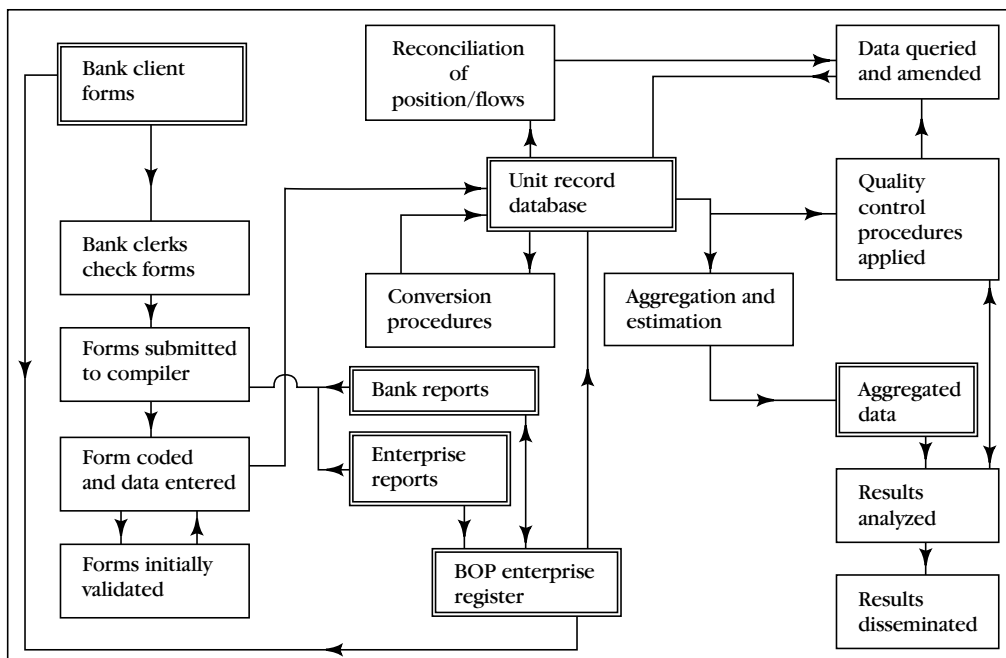 Bank client
forms
Bank clerks
check forms
Forms submitted
to compiler
Form coded
and data entered
Forms initially
validated
Reconciliation
of
position/flows
Unit record
database
Conversion
procedures
Bank reports
Enterprise
reports
BOP enterprise
register
Data queried
and amended
Quality
control
procedures
applied
Aggregation and
estimation
Aggregated
data
Results
analyzed
Results
disseminated